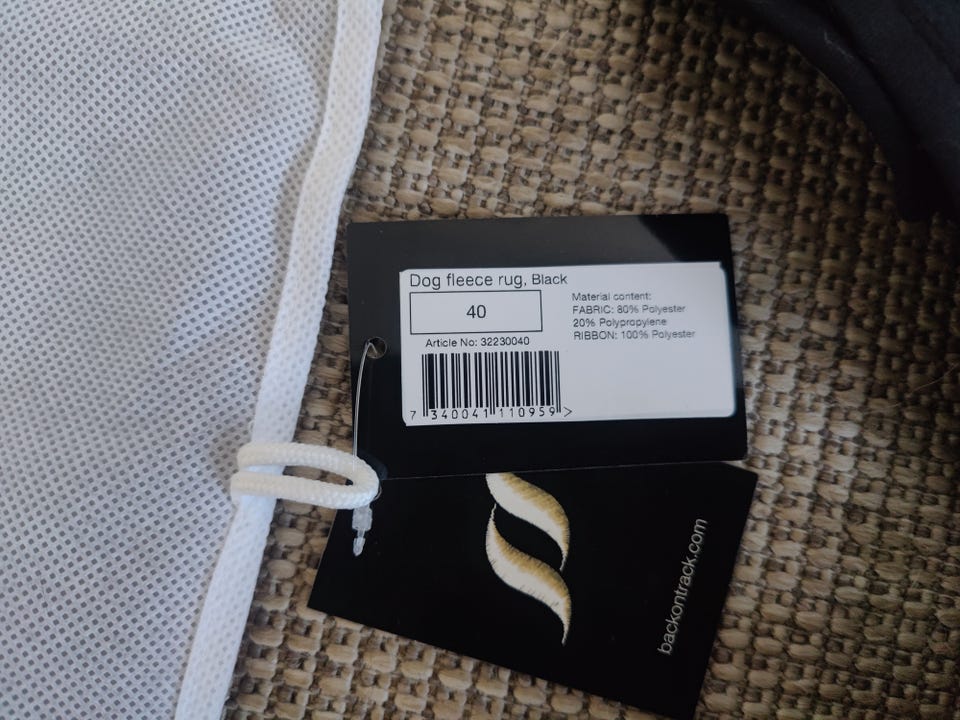 Dog fleece rug, Black
40
Article No: 32230040
7 340041 110959 >
Material content:
FABRIC: 80% Polyester
20% Polypropylene
RIBBON: 100% Polyester
backontrack.com